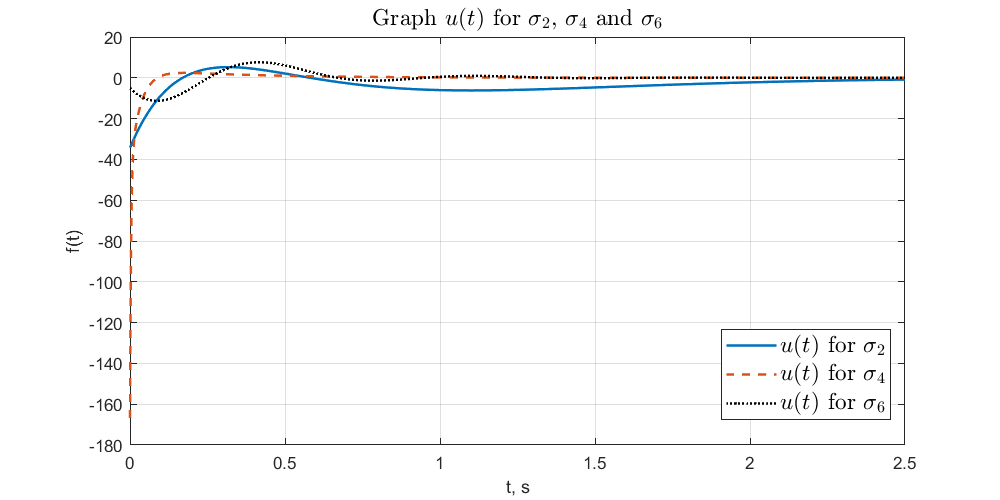 Graph u(t) for σ₂, σ₄ and σ₆
20
0
-20
-40
-60
-80
-100
-120
-140
-160
-180
f(t)
u(t) for σ₂
u(t) for σ₄
u(t) for σ₆
0 0.5 1 1.5 2 2.5
t, s